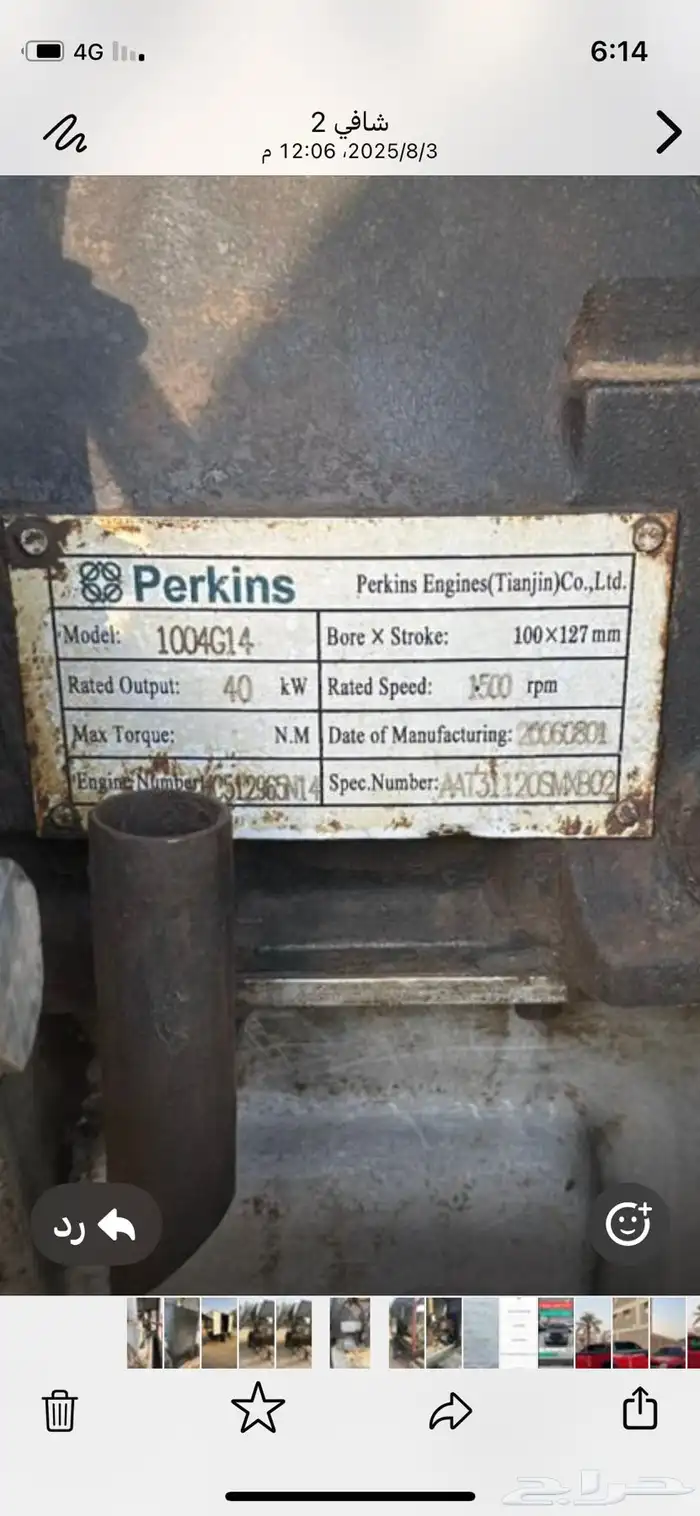 4G
6:14
شافي 2
2025/8/3، 12:06 م
Perkins Perkins Engines(Tianjin)Co.,Ltd.
Model: 1004G14 Bore X Stroke: 100×127mm
Rated Output: 40 kW Rated Speed: 1500 rpm
Max Torque: N.M Date of Manufacturing: 20060801
Engine Number: Spec.Number: AAT31120SMXB02
رد
حراج